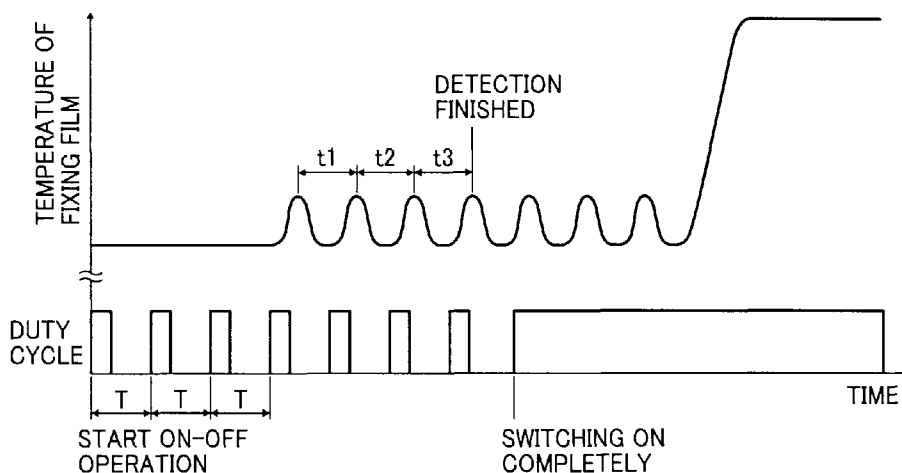 TEMPERATURE OF
FIXING FILM
DETECTION
FINISHED
t1
t2
t3
DUTY
CYCLE
T
T
T
TIME
START ON-OFF
OPERATION
SWITCHING ON
COMPLETELY